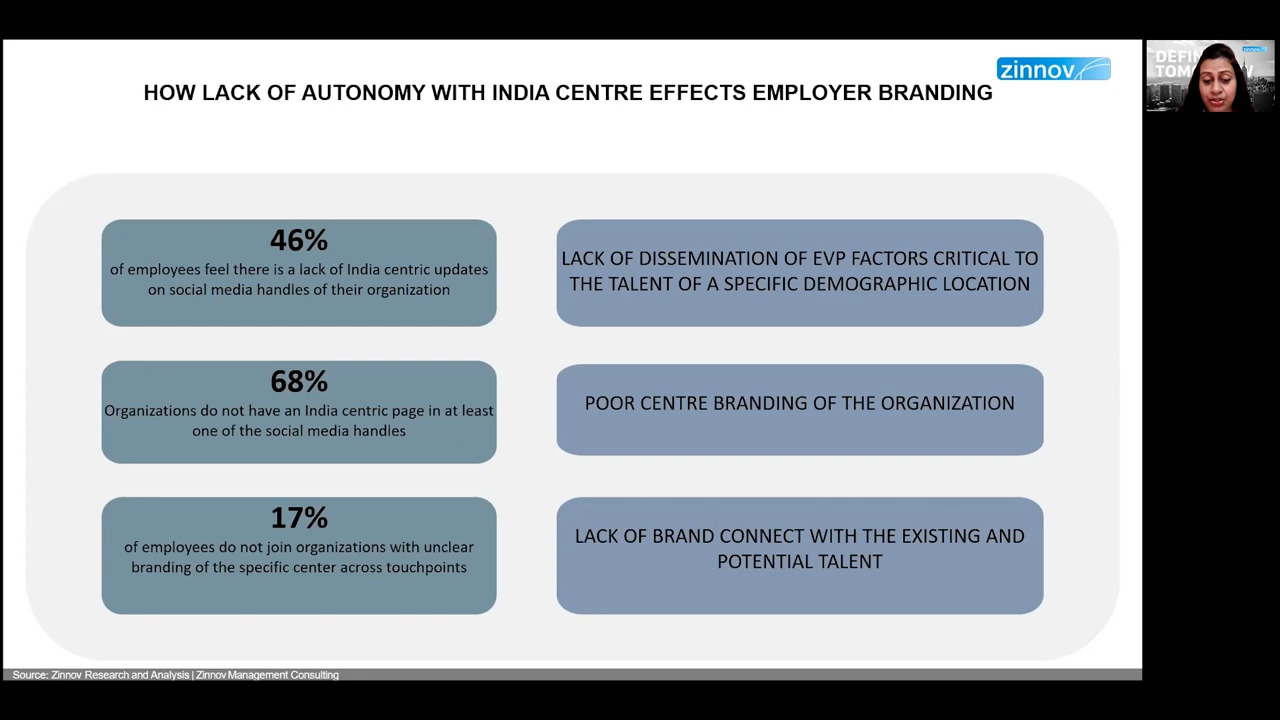 zinnov
HOW LACK OF AUTONOMY WITH INDIA CENTRE EFFECTS EMPLOYER BRANDING
46%
of employees feel there is a lack of India centric updates
on social media handles of their organization
LACK OF DISSEMINATION OF EVP FACTORS CRITICAL TO
THE TALENT OF A SPECIFIC DEMOGRAPHIC LOCATION
68%
Organizations do not have an India centric page in at least
one of the social media handles
POOR CENTRE BRANDING OF THE ORGANIZATION
17%
of employees do not join organizations with unclear
branding of the specific center across touchpoints
LACK OF BRAND CONNECT WITH THE EXISTING AND
POTENTIAL TALENT
Source: Zinnov Research and Analysis | Zinnov Management Consulting
zinnov